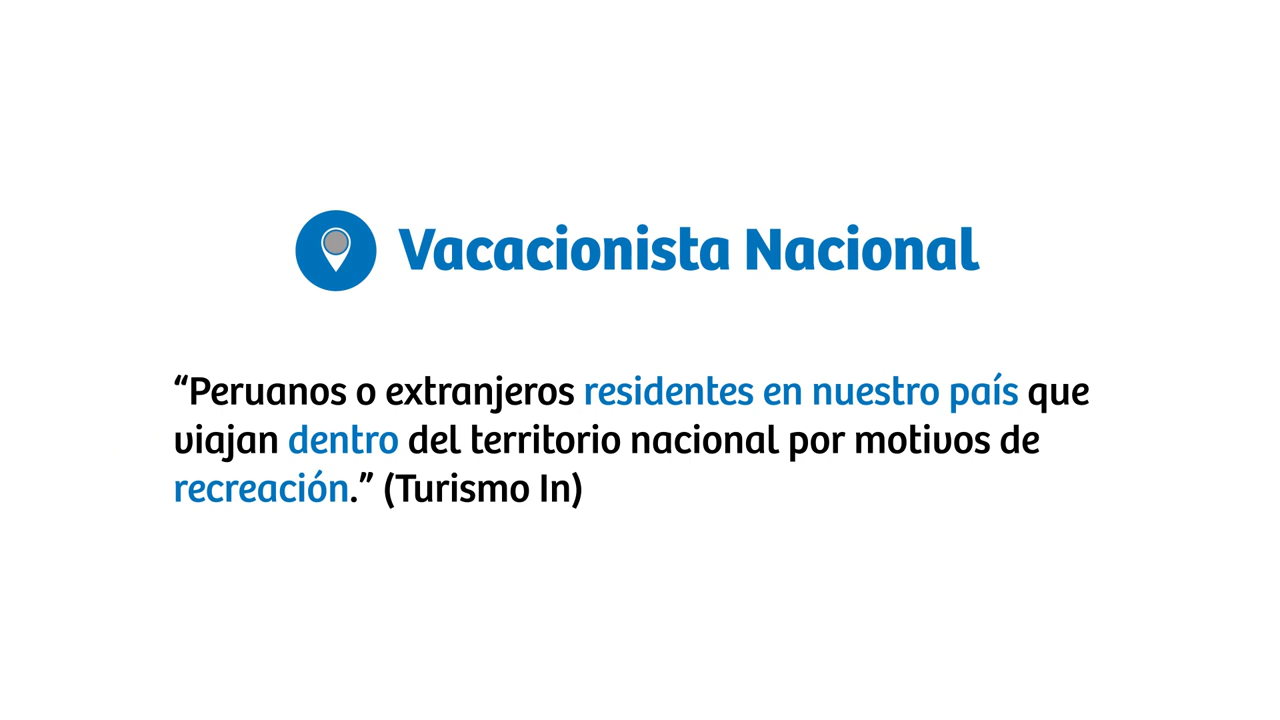 Vacacionista Nacional
“Peruanos o extranjeros residentes en nuestro país que
viajan dentro del territorio nacional por motivos de
recreación.” (Turismo In)